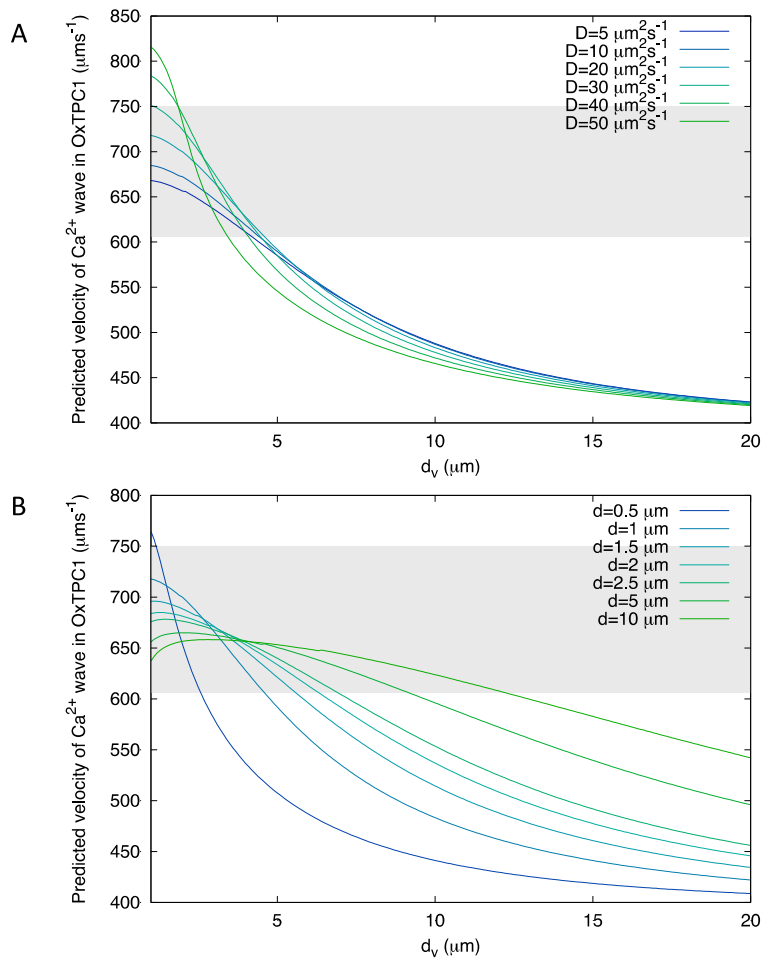 A
Predicted velocity of Ca²⁺ wave in OxTPC1 (μms⁻¹)
850
800
750
700
650
600
550
500
450
400
D=5 μm²s⁻¹
D=10 μm²s⁻¹
D=20 μm²s⁻¹
D=30 μm²s⁻¹
D=40 μm²s⁻¹
D=50 μm²s⁻¹
5 10 15 20
dᵥ (μm)
B
Predicted velocity of Ca²⁺ wave in OxTPC1 (μms⁻¹)
800
750
700
650
600
550
500
450
400
d=0.5 μm
d=1 μm
d=1.5 μm
d=2 μm
d=2.5 μm
d=5 μm
d=10 μm
5 10 15 20
dᵥ (μm)